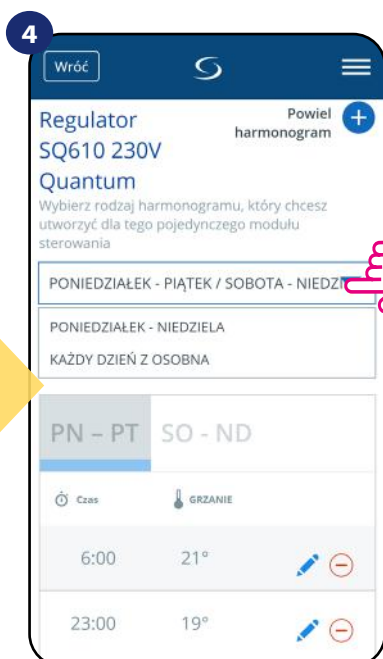 4
Wróć
Regulator
SQ610 230V
Quantum
Powiel
harmonogram
Wybierz rodzaj harmonogramu, który chcesz
utworzyć dla tego pojedynczego modułu
sterowania
PONIEDZIAŁEK - PIĄTEK / SOBOTA - NIEDZ
PONIEDZIAŁEK - NIEDZIELA
KAŻDY DZIEŃ Z OSOBNA
PN – PT SO - ND
Czas GRZANIE
6:00 21°
23:00 19°